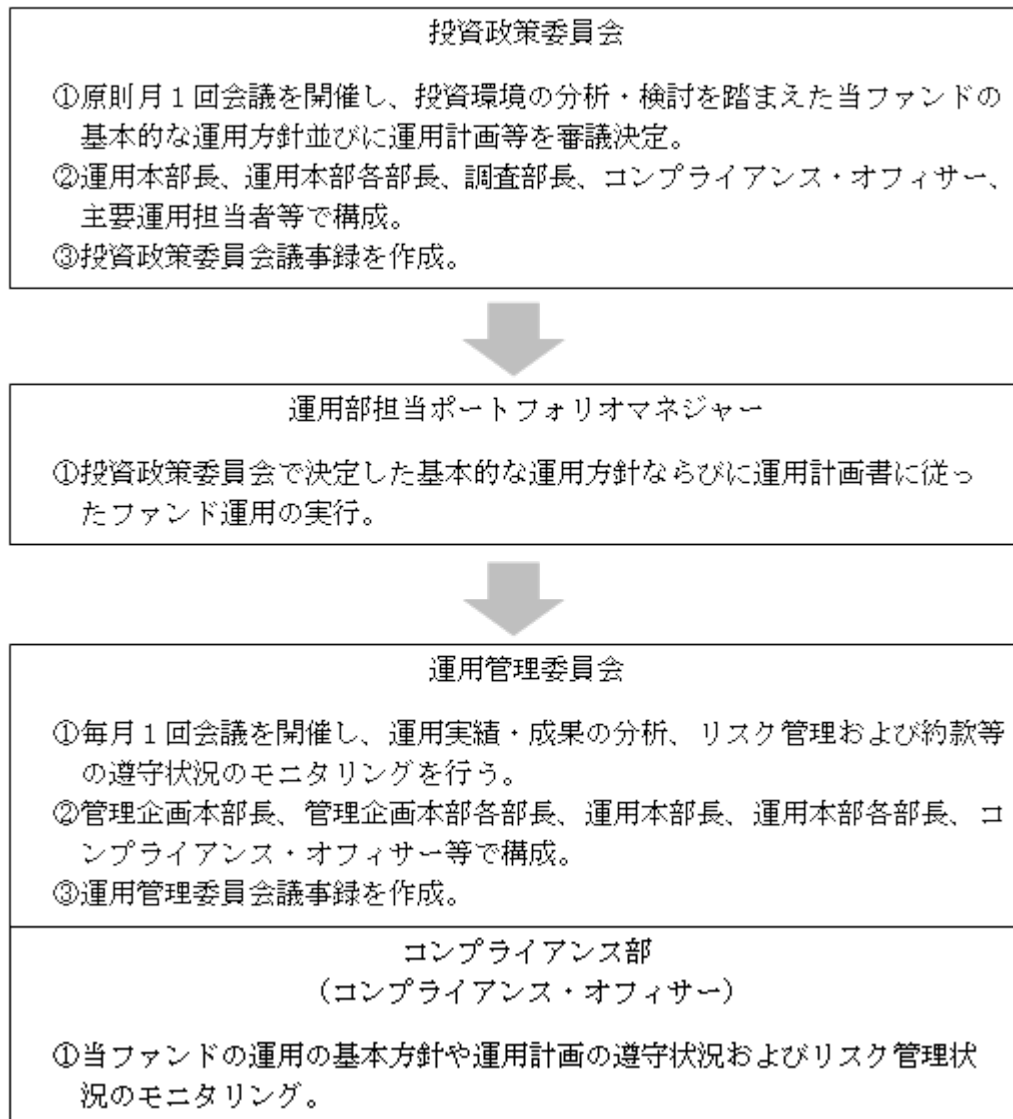 投資政策委員会
①原則月１回会議を開催し、投資環境の分析・検討を踏まえた当ファンドの
基本的な運用方針並びに運用計画等を審議決定。
②運用本部長、運用本部各部長、調査部長、コンプライアンス・オフィサー、
主要運用担当者等で構成。
③投資政策委員会議事録を作成。
運用部担当ポートフォリオマネジャー
①投資政策委員会で決定した基本的な運用方針ならびに運用計画書に従っ
たファンド運用の実行。
運用管理委員会
①毎月１回会議を開催し、運用実績・成果の分析、リスク管理および約款等
の遵守状況のモニタリングを行う。
②管理企画本部長、管理企画本部各部長、運用本部長、運用本部各部長、コ
ンプライアンス・オフィサー等で構成。
③運用管理委員会議事録を作成。
コンプライアンス部
（コンプライアンス・オフィサー）
①当ファンドの運用の基本方針や運用計画の遵守状況およびリスク管理状
況のモニタリング。